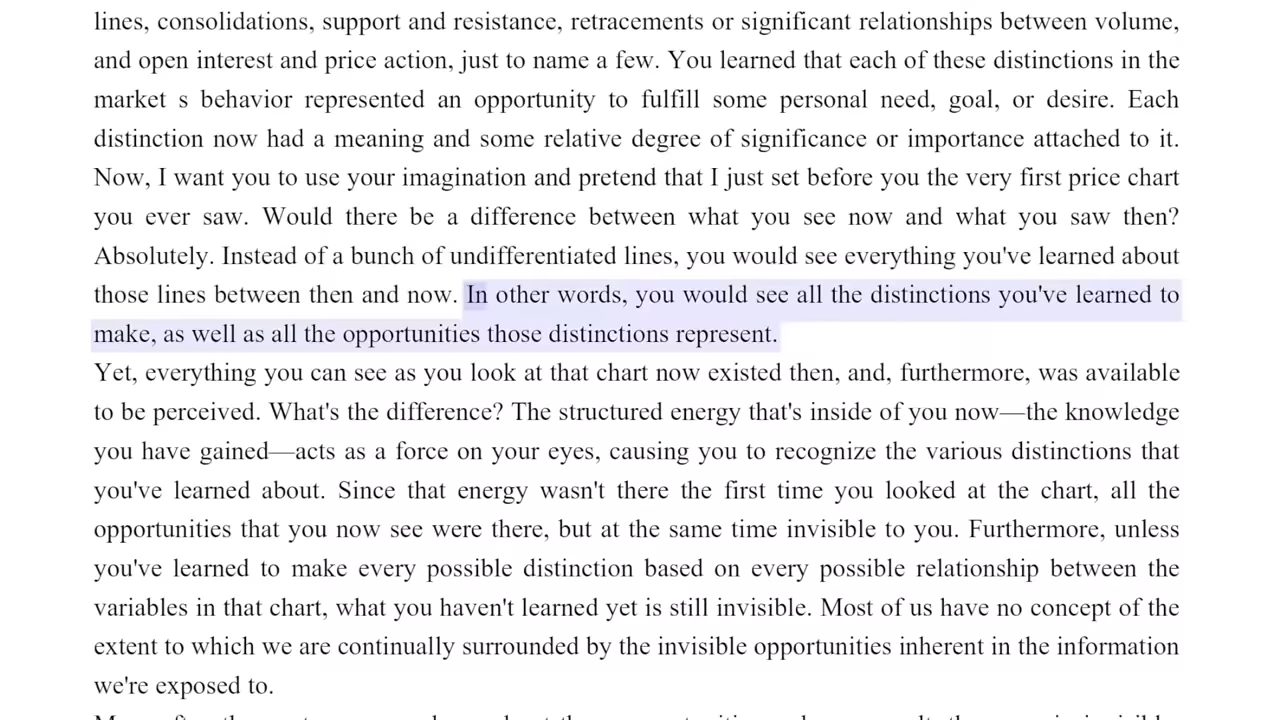 lines, consolidations, support and resistance, retracements or significant relationships between volume,
and open interest and price action, just to name a few. You learned that each of these distinctions in the
market s behavior represented an opportunity to fulfill some personal need, goal, or desire. Each
distinction now had a meaning and some relative degree of significance or importance attached to it.
Now, I want you to use your imagination and pretend that I just set before you the very first price chart
you ever saw. Would there be a difference between what you see now and what you saw then?
Absolutely. Instead of a bunch of undifferentiated lines, you would see everything you've learned about
those lines between then and now. In other words, you would see all the distinctions you've learned to
make, as well as all the opportunities those distinctions represent.
Yet, everything you can see as you look at that chart now existed then, and, furthermore, was available
to be perceived. What's the difference? The structured energy that's inside of you now—the knowledge
you have gained—acts as a force on your eyes, causing you to recognize the various distinctions that
you've learned about. Since that energy wasn't there the first time you looked at the chart, all the
opportunities that you now see were there, but at the same time invisible to you. Furthermore, unless
you've learned to make every possible distinction based on every possible relationship between the
variables in that chart, what you haven't learned yet is still invisible. Most of us have no concept of the
extent to which we are continually surrounded by the invisible opportunities inherent in the information
we're exposed to.